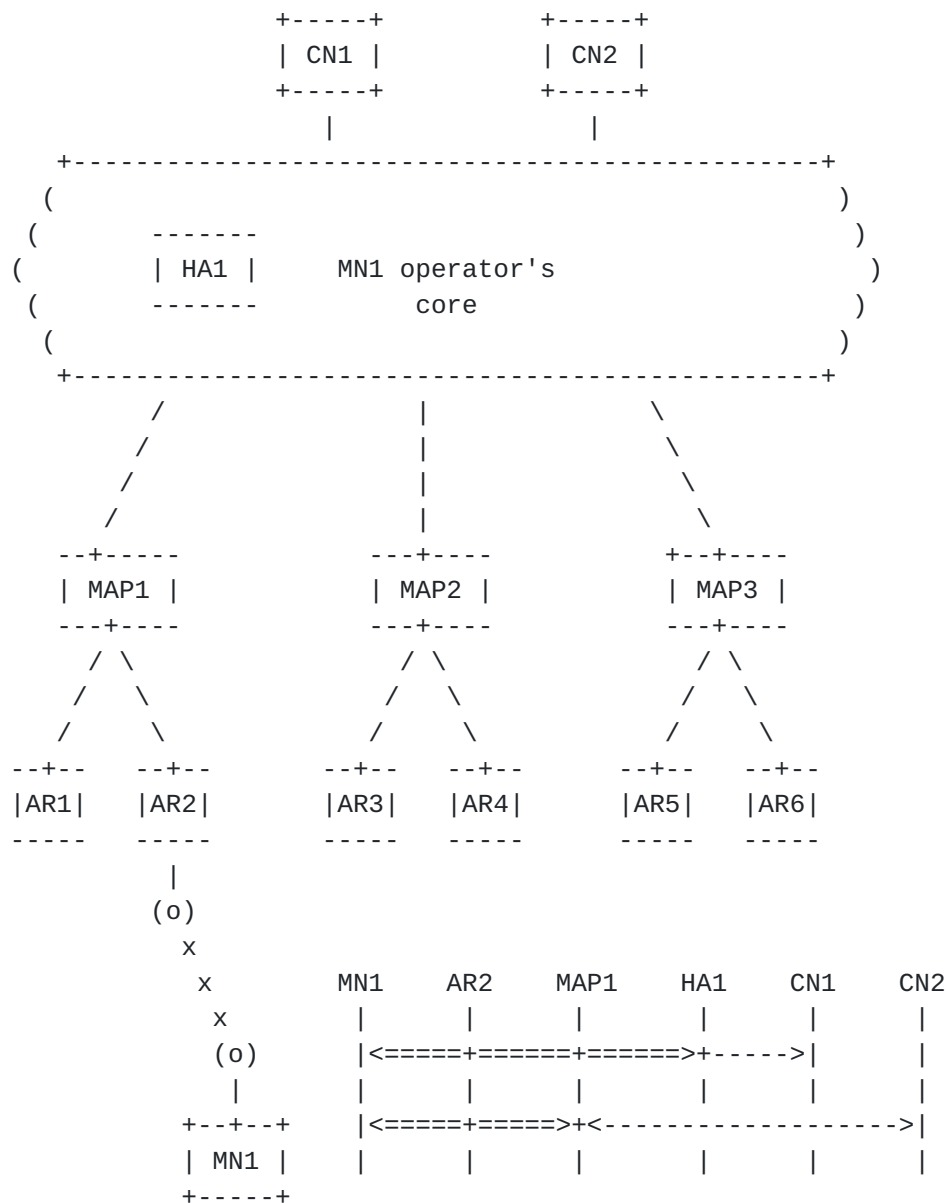 CN1 CN2
HA1 MN1 operator's
core
MAP1 MAP2 MAP3
AR1 AR2 AR3 AR4 AR5 AR6
(o)
x
x MN1 AR2 MAP1 HA1 CN1 CN2
x
(o)
MN1